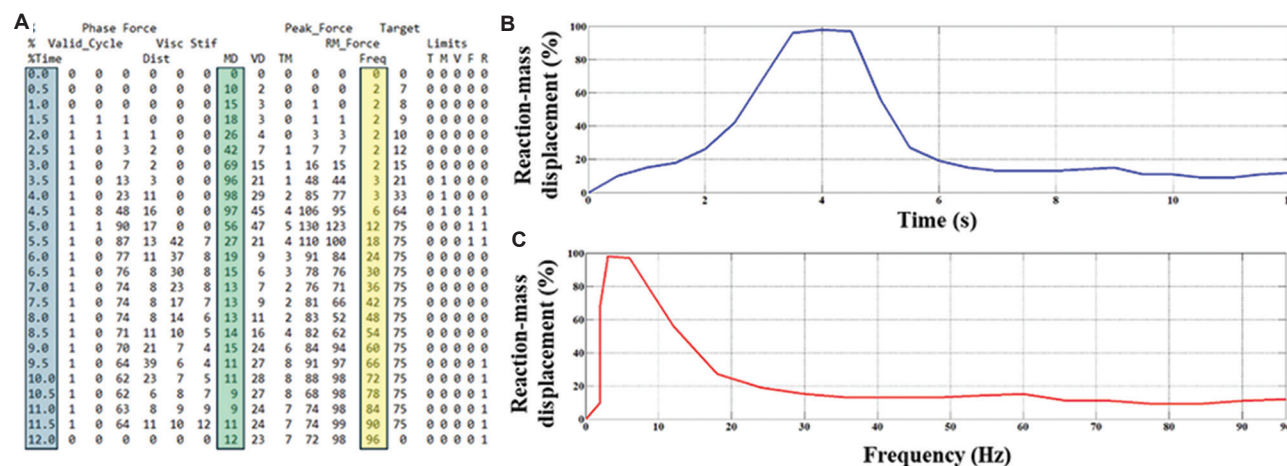 A
Phase Force Peak_Force Target
% Valid_Cycle Visc Stif RM_Force Limits
%Time Dist MD VD TM Freq T M V F R
0.0 0 0 0 0 0 0 0 0 0 0 0 0 0 0 0 0 0 0
0.5 0 0 0 0 0 0 10 2 0 0 0 2 7 0 0 0 0 0
1.0 0 0 0 0 0 0 15 3 0 1 0 2 8 0 0 0 0 0
1.5 1 1 1 0 0 0 18 3 0 1 1 2 9 0 0 0 0 0
2.0 1 1 1 1 0 0 26 4 0 3 3 2 10 0 0 0 0 0
2.5 1 0 3 2 0 0 42 7 1 7 7 2 12 0 0 0 0 0
3.0 1 0 7 2 0 0 69 15 1 16 15 2 15 0 0 0 0 0
3.5 1 0 13 3 0 0 96 21 1 48 44 3 21 0 1 0 0 0
4.0 1 0 23 11 0 0 98 29 2 85 77 3 33 0 1 0 0 0
4.5 1 8 48 16 0 0 97 45 4 106 95 6 64 0 1 0 1 1
5.0 1 1 90 17 0 0 56 47 5 130 123 12 75 0 0 0 1 1
5.5 1 0 87 13 42 7 27 21 4 110 100 18 75 0 0 0 1 1
6.0 1 0 77 11 37 8 19 9 3 91 84 24 75 0 0 0 0 1
6.5 1 0 76 8 30 8 15 6 3 78 76 30 75 0 0 0 0 1
7.0 1 0 74 8 23 8 13 7 2 76 71 36 75 0 0 0 0 1
7.5 1 0 74 8 17 7 13 9 2 81 66 42 75 0 0 0 0 1
8.0 1 0 74 8 14 6 13 11 2 83 52 48 75 0 0 0 0 1
8.5 1 0 71 11 10 5 14 16 4 82 62 54 75 0 0 0 0 1
9.0 1 0 70 21 7 4 15 24 6 84 94 60 75 0 0 0 0 1
9.5 1 0 64 39 6 4 11 27 8 91 97 66 75 0 0 0 0 1
10.0 1 0 62 23 7 5 11 28 8 88 98 72 75 0 0 0 0 1
10.5 1 0 62 6 8 7 9 27 8 68 98 78 75 0 0 0 0 1
11.0 1 0 63 8 9 9 9 24 7 74 98 84 75 0 0 0 0 1
11.5 1 0 64 11 10 12 11 24 7 74 99 90 75 0 0 0 0 1
12.0 0 0 0 0 0 0 12 23 7 72 98 96 0 0 0 0 0 1
B
Reaction-mass
displacement (%)
100
80
60
40
20
0 2 4 6 8 10
Time (s)
C
Reaction-mass
displacement (%)
100
80
60
40
20
0
0 10 20 30 40 50 60 70 80 90
Frequency (Hz)